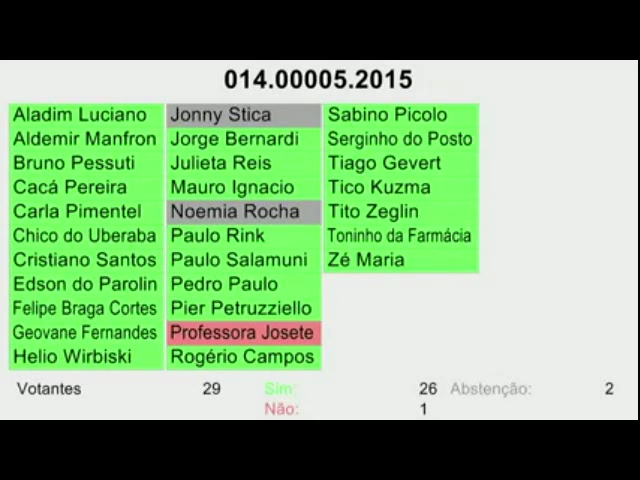 014.00005.2015
Aladim Luciano Jonny Stica Sabino Picolo
Aldemir Manfron Jorge Bernardi Serginho do Posto
Bruno Pessuti Julieta Reis Tiago Gevert
Cacá Pereira Mauro Ignacio Tico Kuzma
Carla Pimentel Noemia Rocha Tito Zeglin
Chico do Uberaba Paulo Rink Toninho da Farmácia
Cristiano Santos Paulo Salamuni Zé Maria
Edson do Parolin Pedro Paulo
Felipe Braga Cortes Pier Petruzziello
Geovane Fernandes Professora Josete
Helio Wirbiski Rogério Campos
Votantes 29 Sim: 26 Abstenção: 2
Não: 1